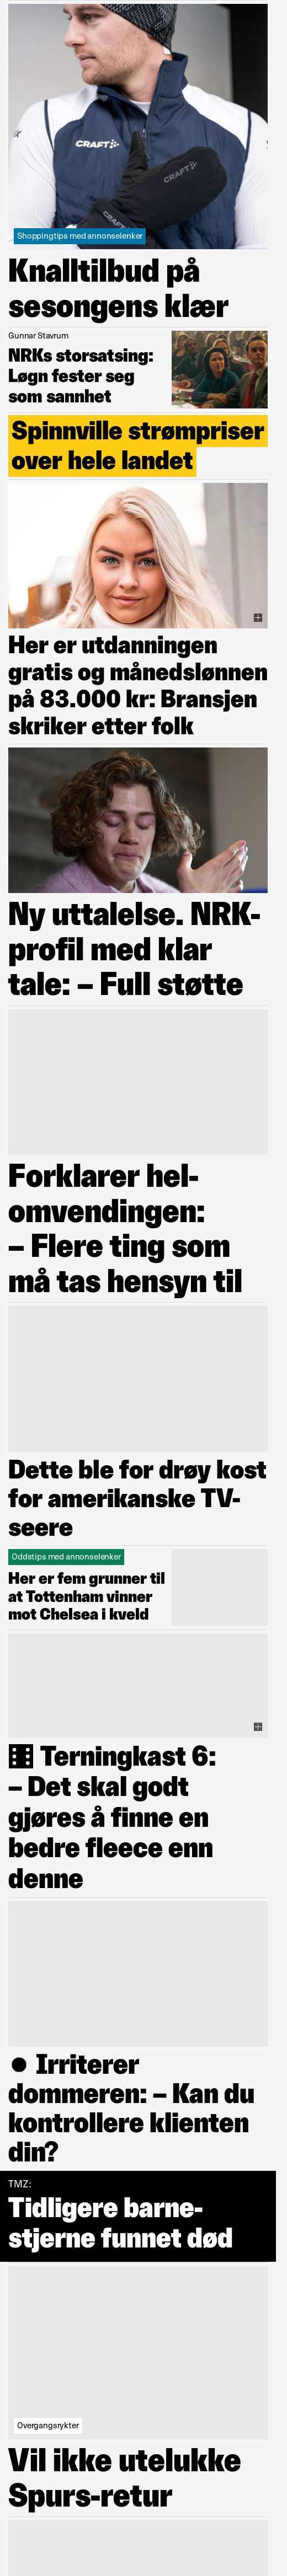 CRAFT
CRAFT
CRAFT
Shoppingtips med annonselenker
Knalltilbud på
sesongens klær
Gunnar Stavrum
NRKs storsatsing:
Løgn fester seg
som sannhet
Spinnville strømpriser
over hele landet
Her er utdanningen
gratis og månedslønnen
på 83.000 kr: Bransjen
skriker etter folk
Ny uttalelse. NRK-
profil med klar
tale: – Full støtte
Forklarer hel-
omvendingen:
– Flere ting som
må tas hensyn til
Dette ble for drøy kost
for amerikanske TV-
seere
Oddstips med annonselenker
Her er fem grunner til
at Tottenham vinner
mot Chelsea i kveld
Terningkast 6:
– Det skal godt
gjøres å finne en
bedre fleece enn
denne
Irriterer
dommeren: – Kan du
kontrollere klienten
din?
TMZ:
Tidligere barne-
stjerne funnet død
Overgangsrykter
Vil ikke utelukke
Spurs-retur